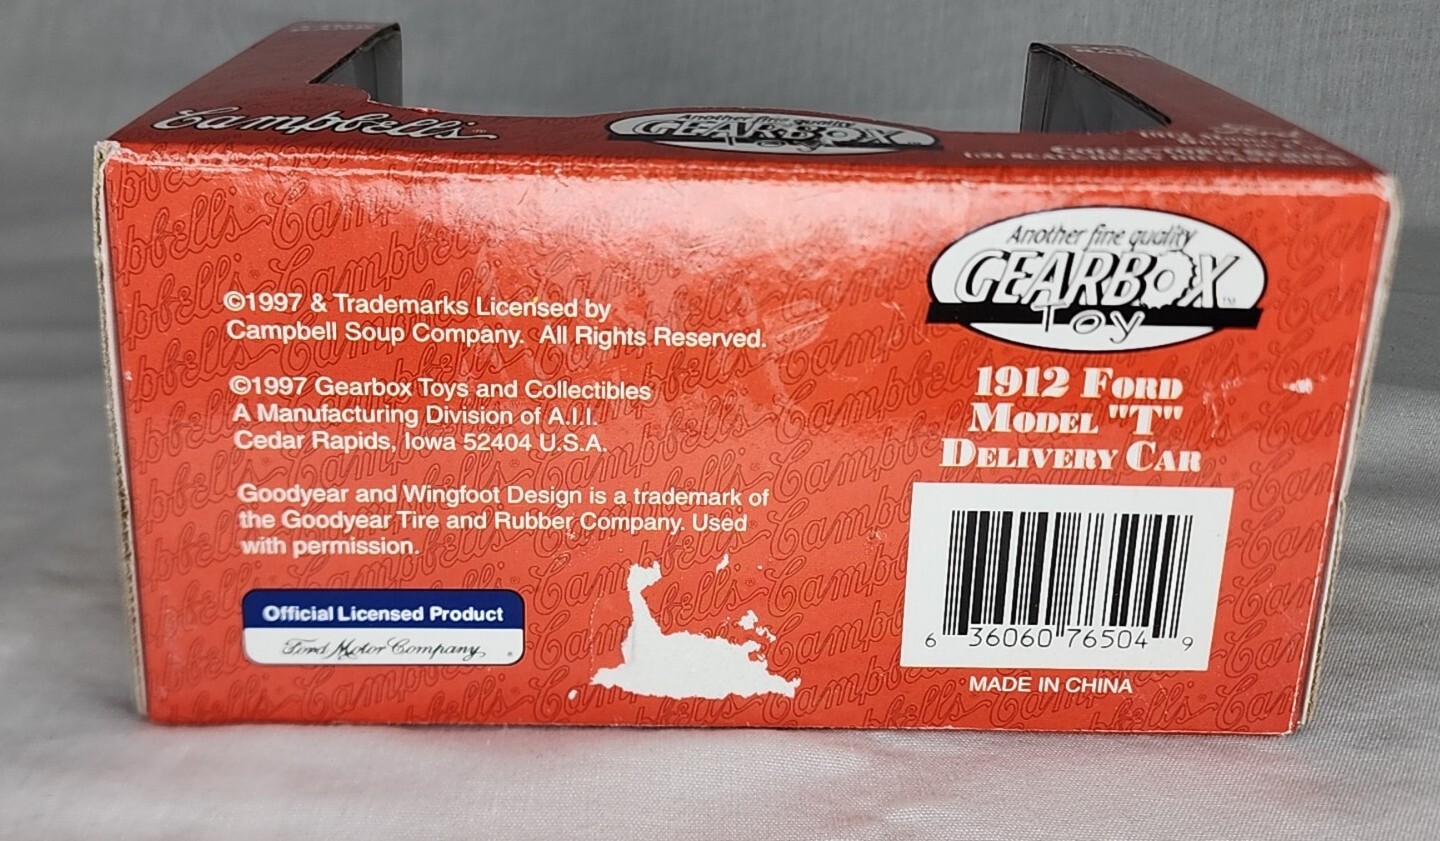 Campbell's
Another fine quality
GEARBOX
Toy
©1997 & Trademarks Licensed by
Campbell Soup Company. All Rights Reserved.
©1997 Gearbox Toys and Collectibles
A Manufacturing Division of A.I.I.
Cedar Rapids, Iowa 52404 U.S.A.
Goodyear and Wingfoot Design is a trademark of
the Goodyear Tire and Rubber Company. Used
with permission.
Official Licensed Product
Ford Motor Company
Another fine quality
GEARBOX™
Toy
1912 FORD
MODEL "T"
DELIVERY CAR
6 36060 76504 9
MADE IN CHINA